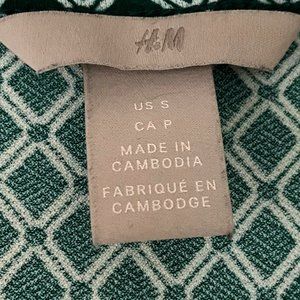 H&M
US S
CA P
MADE IN
CAMBODIA
FABRIQUÉ EN
CAMBODGE